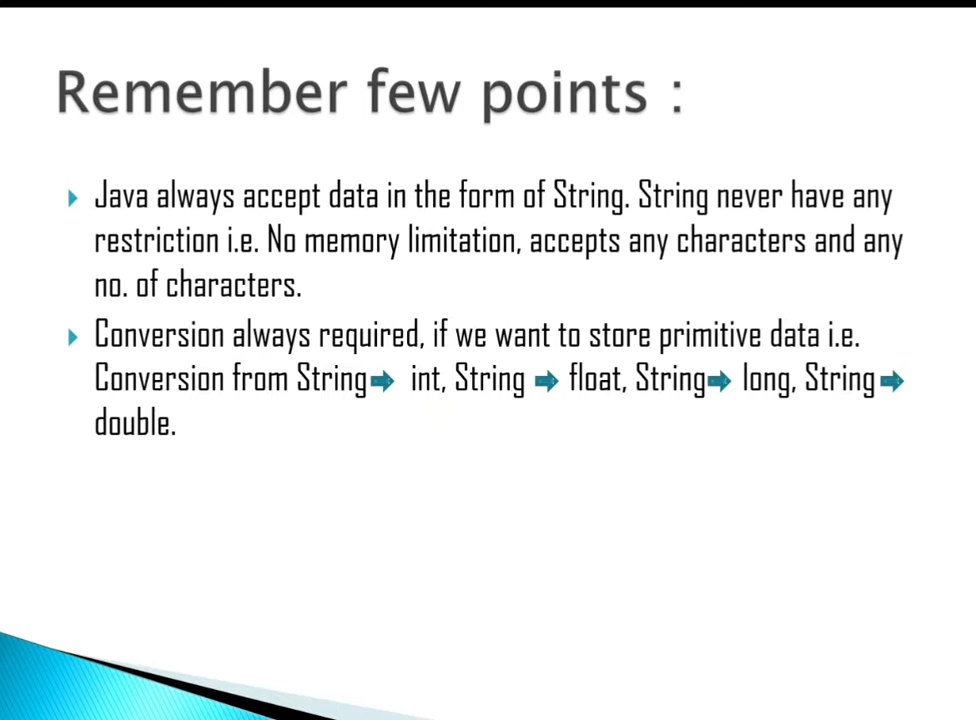 Remember few points :
Java always accept data in the form of String. String never have any
restriction i.e. No memory limitation, accepts any characters and any
no. of characters.
Conversion always required, if we want to store primitive data i.e.
Conversion from String int, String float, String long, String
double.